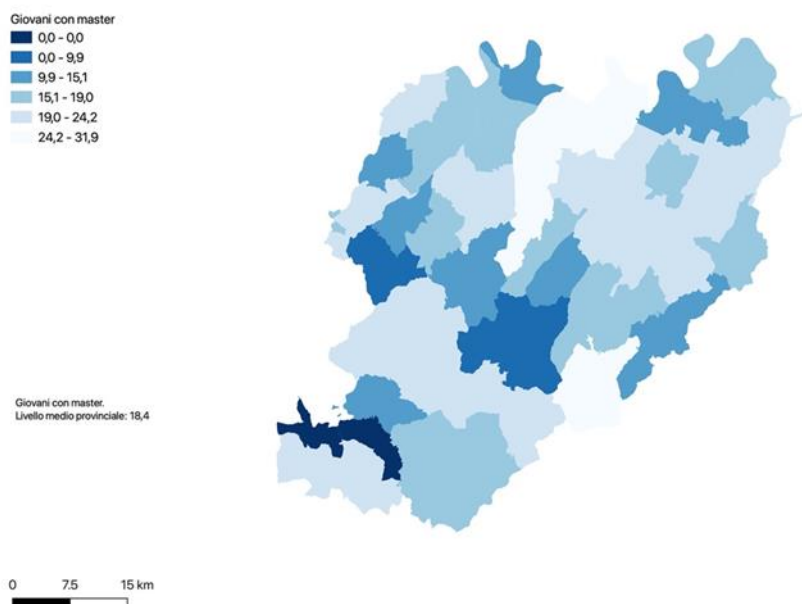 Giovani con master
0,0 - 0,0
0,0 - 9,9
9,9 - 15,1
15,1 - 19,0
19,0 - 24,2
24,2 - 31,9
Giovani con master.
Livello medio provinciale: 18,4
0 7.5 15 km